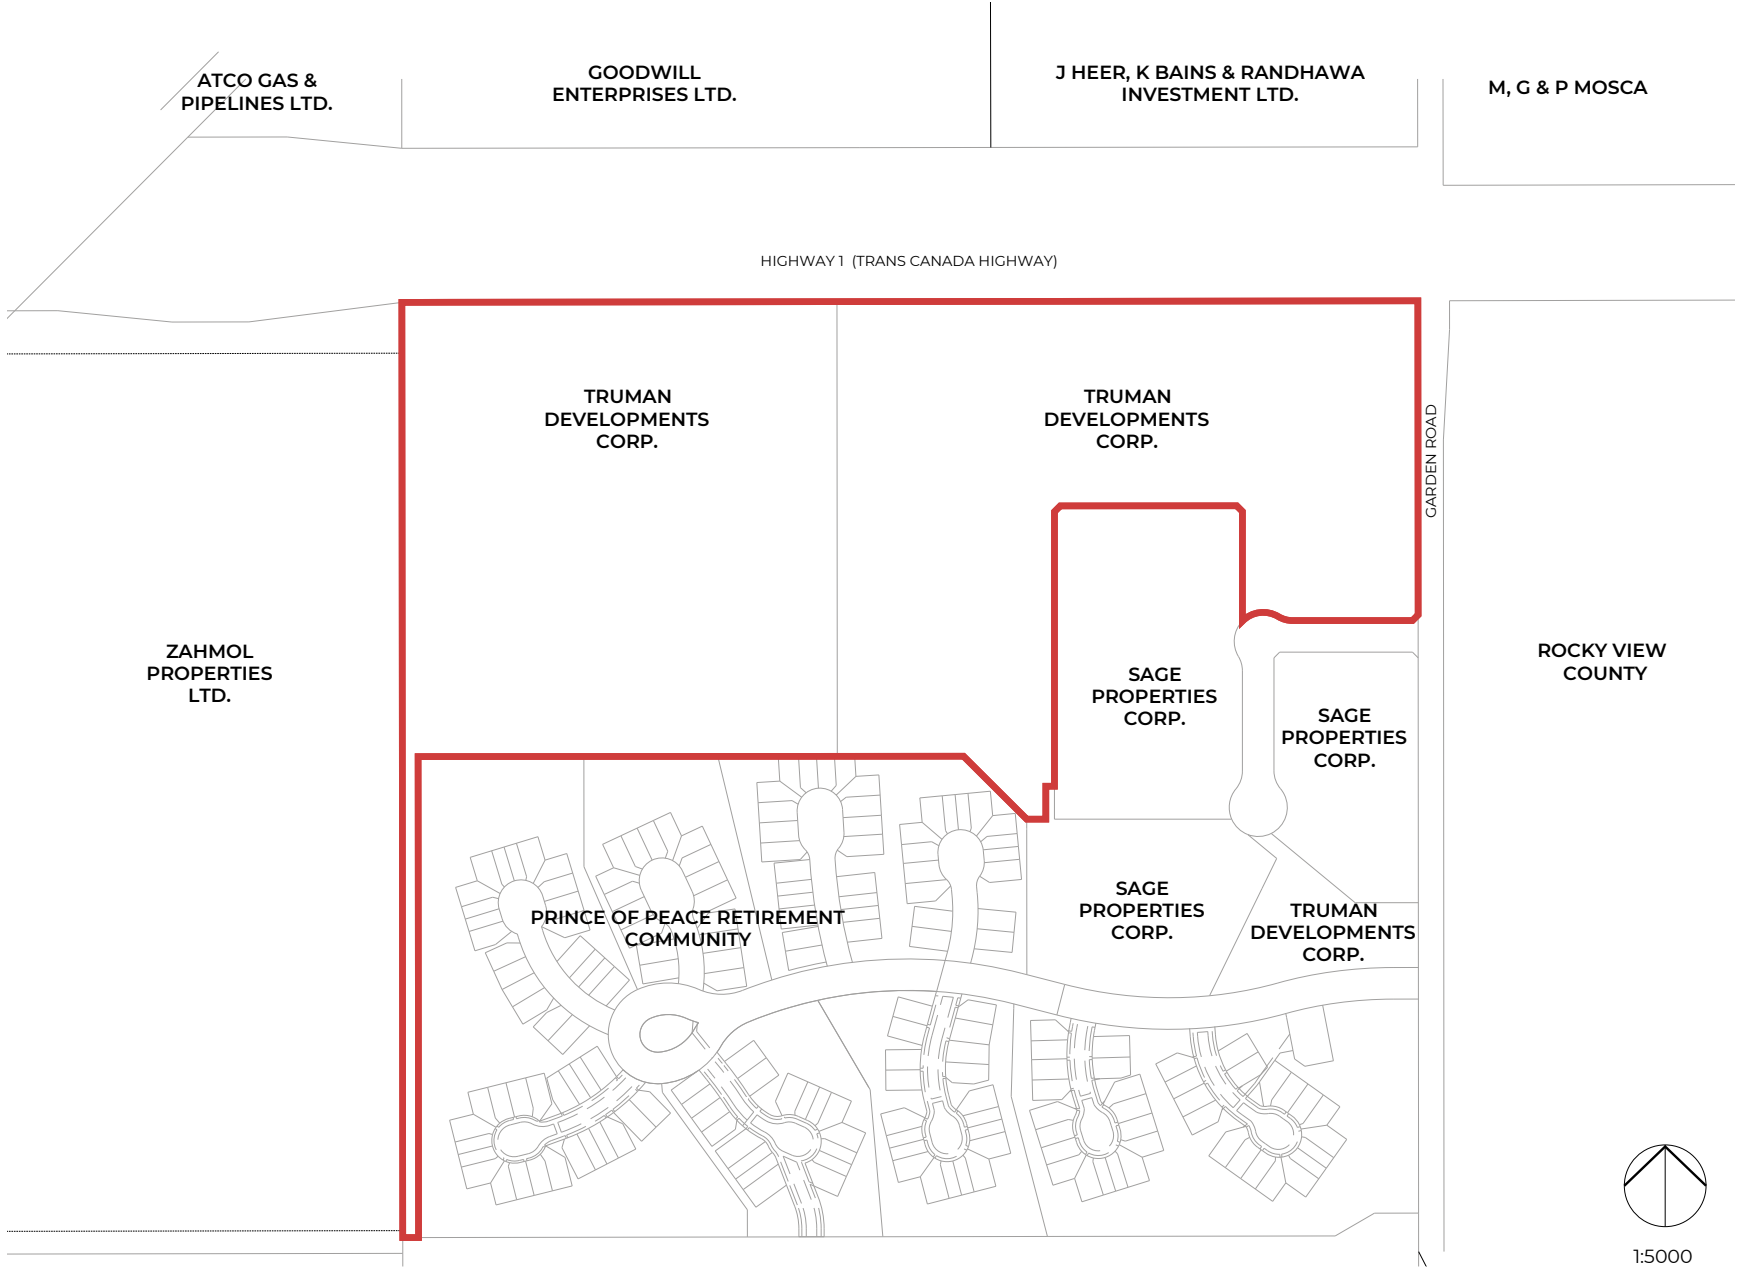 ATCO GAS &
PIPELINES LTD.
GOODWILL
ENTERPRISES LTD.
J HEER, K BAINS & RANDHAWA
INVESTMENT LTD.
M, G & P MOSCA
HIGHWAY 1 (TRANS CANADA HIGHWAY)
TRUMAN
DEVELOPMENTS
CORP.
TRUMAN
DEVELOPMENTS
CORP.
GARDEN ROAD
ZAHMOL
PROPERTIES
LTD.
ROCKY VIEW
COUNTY
SAGE
PROPERTIES
CORP.
SAGE
PROPERTIES
CORP.
PRINCE OF PEACE RETIREMENT
COMMUNITY
SAGE
PROPERTIES
CORP.
TRUMAN
DEVELOPMENTS
CORP.
1:5000